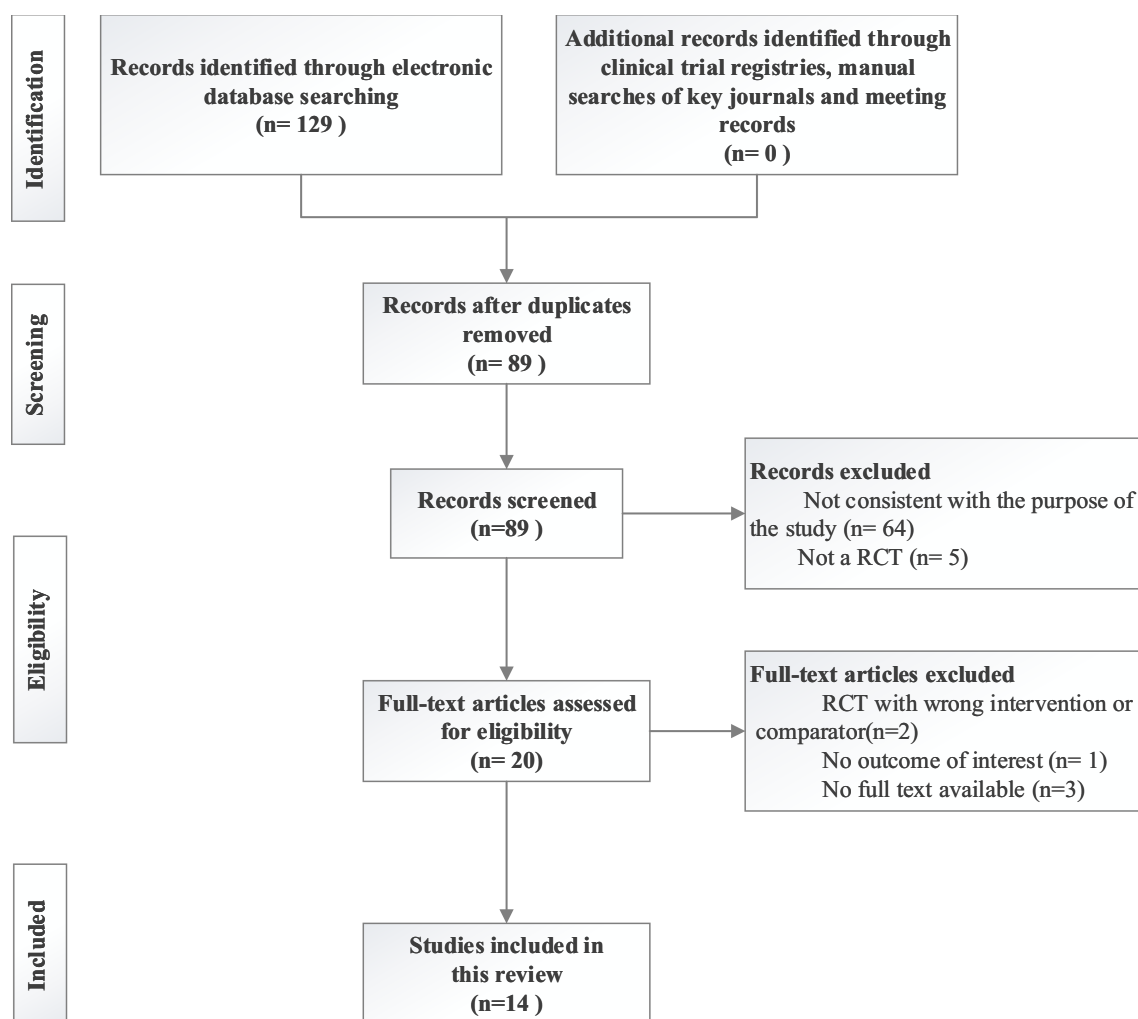 Identification
Records identified through electronic
database searching
(n= 129 )
Additional records identified through
clinical trial registries, manual
searches of key journals and meeting
records
(n= 0 )
Screening
Records after duplicates
removed
(n= 89 )
Records screened
(n=89 )
Records excluded
Not consistent with the purpose of
the study (n= 64)
Not a RCT (n= 5)
Eligibility
Full-text articles assessed
for eligibility
(n= 20)
Full-text articles excluded
RCT with wrong intervention or
comparator(n=2)
No outcome of interest (n= 1)
No full text available (n=3)
Included
Studies included in
this review
(n=14 )